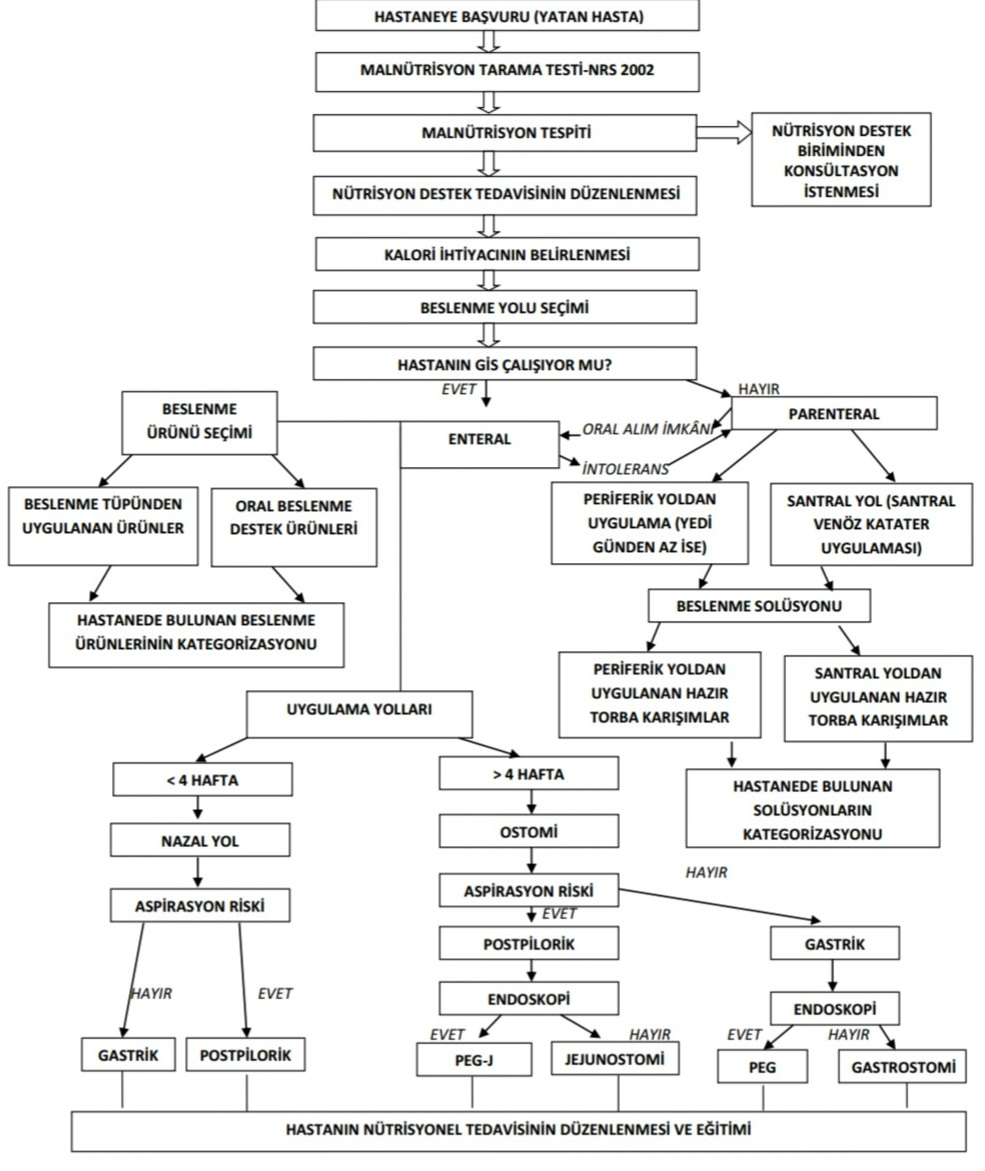 HASTANEYE BAŞVURU (YATAN HASTA)
MALNÜTRİSYON TARAMA TESTİ-NRS 2002
MALNÜTRİSYON TESPİTİ
NÜTRİSYON DESTEK
BİRİMİNDEN
KONSÜLTASYON
İSTENMESİ
NÜTRİSYON DESTEK TEDAVİSİNİN DÜZENLENMESİ
KALORİ İHTİYACININ BELİRLENMESİ
BESLENME YOLU SEÇİMİ
HASTANIN GİS ÇALIŞIYOR MU?
EVET
HAYIR
BESLENME
ÜRÜNÜ SEÇİMİ
ENTERAL
ORAL ALIM İMKÂNI
İNTOLERANS
PARENTERAL
BESLENME TÜPÜNDEN
UYGULANAN ÜRÜNLER
ORAL BESLENME
DESTEK ÜRÜNLERİ
HASTANEDE BULUNAN BESLENME
ÜRÜNLERİNİN KATEGORİZASYONU
PERİFERİK YOLDAN
UYGULAMA (YEDİ
GÜNDEN AZ İSE)
SANTRAL YOL (SANTRAL
VENÖZ KATATER
UYGULAMASI)
BESLENME SOLÜSYONU
PERİFERİK YOLDAN
UYGULANAN HAZIR
TORBA KARIŞIMLAR
SANTRAL YOLDAN
UYGULANAN HAZIR
TORBA KARIŞIMLAR
HASTANEDE BULUNAN
SOLÜSYONLARIN
KATEGORİZASYONU
UYGULAMA YOLLARI
< 4 HAFTA
NAZAL YOL
ASPİRASYON RİSKİ
HAYIR
EVET
GASTRİK
POSTPİLORİK
> 4 HAFTA
OSTOMİ
ASPİRASYON RİSKİ
HAYIR
EVET
POSTPİLORİK
ENDOSKOPİ
EVET
HAYIR
PEG-J
JEJUNOSTOMİ
GASTRİK
ENDOSKOPİ
EVET
HAYIR
PEG
GASTROSTOMİ
HASTANIN NÜTRİSYONEL TEDAVİSİNİN DÜZENLENMESİ VE EĞİTİMİ